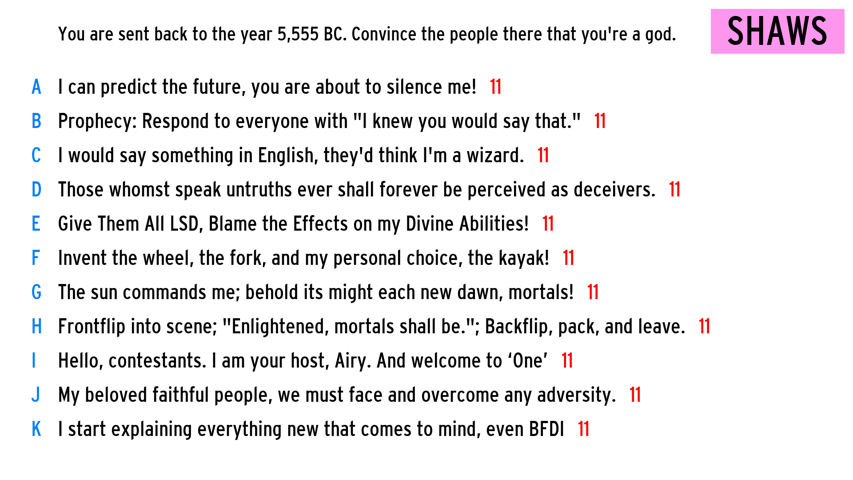 You are sent back to the year 5,555 BC. Convince the people there that you're a god.
SHAWS
A I can predict the future, you are about to silence me! 11
B Prophecy: Respond to everyone with "I knew you would say that." 11
C I would say something in English, they'd think I'm a wizard. 11
D Those whomst speak untruths ever shall forever be perceived as deceivers. 11
E Give Them All LSD, Blame the Effects on my Divine Abilities! 11
F Invent the wheel, the fork, and my personal choice, the kayak! 11
G The sun commands me; behold its might each new dawn, mortals! 11
H Frontflip into scene; "Enlightened, mortals shall be."; Backflip, pack, and leave. 11
I Hello, contestants. I am your host, Airy. And welcome to ‘One’ 11
J My beloved faithful people, we must face and overcome any adversity. 11
K I start explaining everything new that comes to mind, even BFDI 11